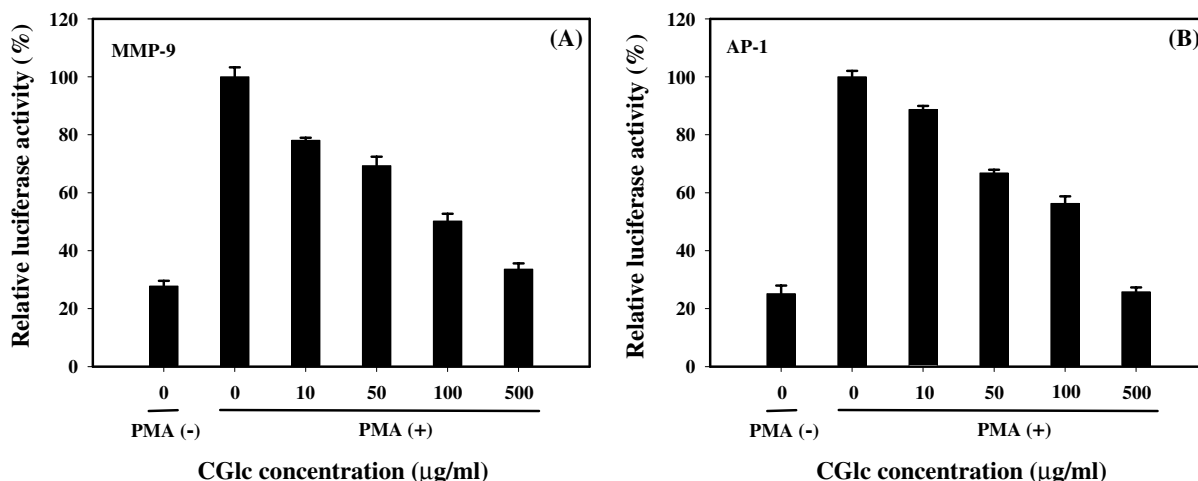 (A)
MMP-9
Relative luciferase activity (%)
120
100
80
60
40
20
0
0 0 10 50 100 500
PMA (-) PMA (+)
CGlc concentration (μg/ml)
(B)
AP-1
Relative luciferase activity (%)
120
100
80
60
40
20
0
0 0 10 50 100 500
PMA (-) PMA (+)
CGlc concentration (μg/ml)